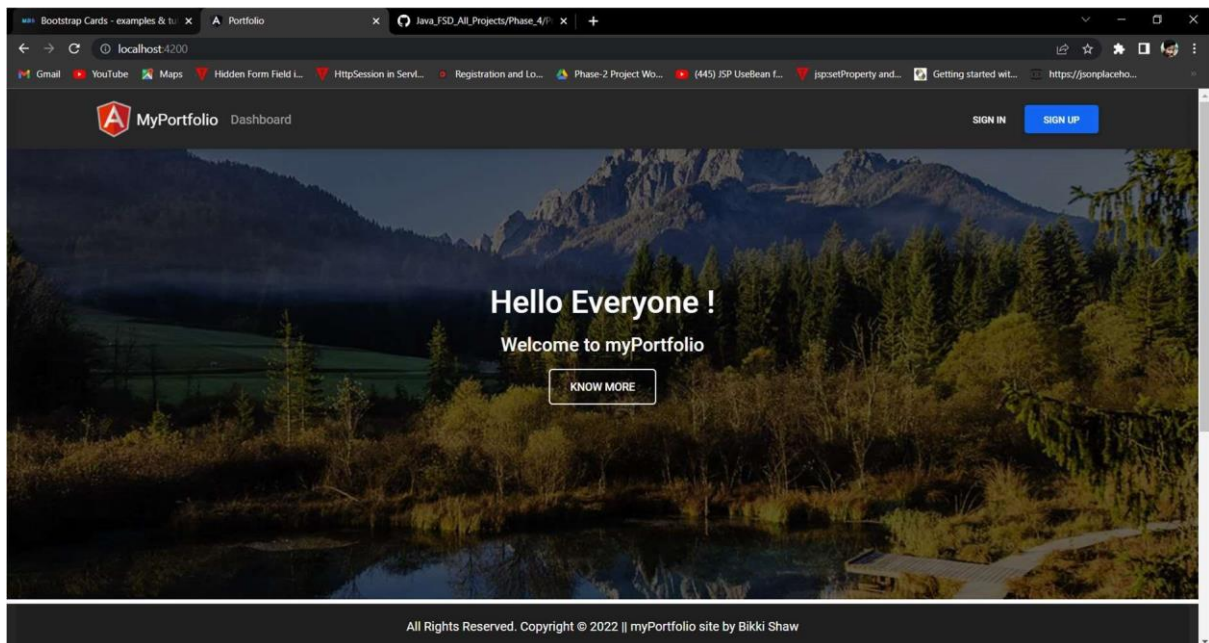 Bootstrap Cards - examples & tu
Portfolio
Java_FSD_All_Projects/Phase_4/P
localhost:4200
Gmail
YouTube
Maps
Hidden Form Field i...
HttpSession in Servl...
Registration and Lo...
Phase-2 Project Wo...
(445) JSP UseBean f...
jsp:setProperty and...
Getting started wit...
https://jsonplaceho...
MyPortfolio Dashboard
SIGN IN
SIGN UP
Hello Everyone !
Welcome to myPortfolio
KNOW MORE
All Rights Reserved. Copyright © 2022 || myPortfolio site by Bikki Shaw